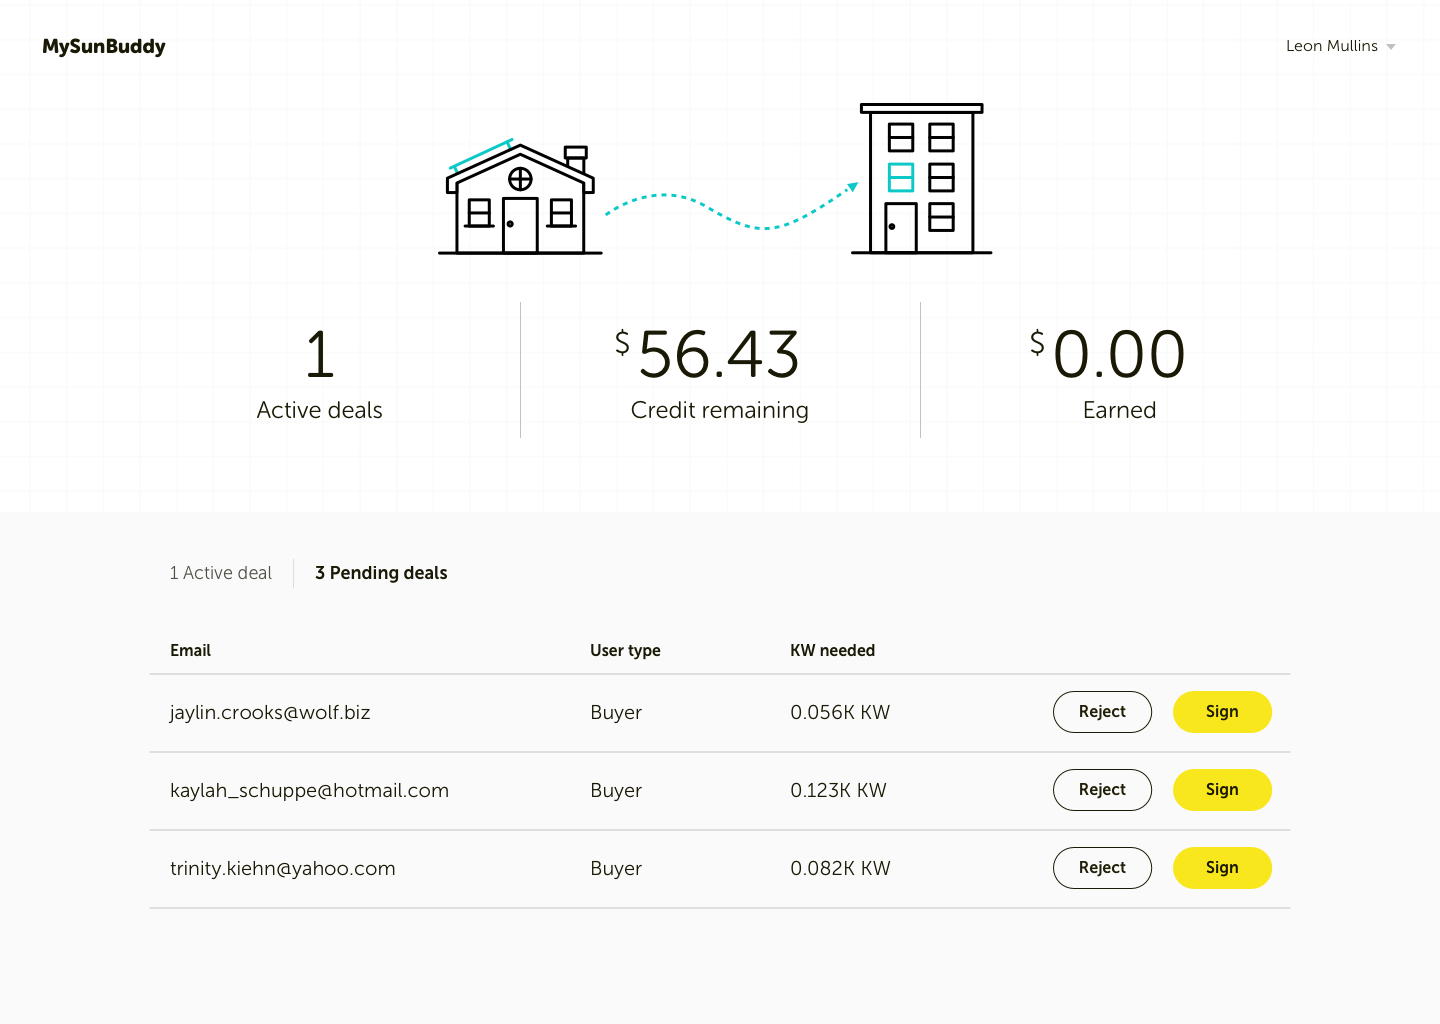 MySunBuddy
Leon Mullins
1
$ 56.43
$ 0.00
Active deals
Credit remaining
Earned
1 Active deal
3 Pending deals
Email User type KW needed
jaylin.crooks@wolf.biz Buyer 0.056K KW Reject Sign
kaylah_schuppe@hotmail.com Buyer 0.123K KW Reject Sign
trinity.kiehn@yahoo.com Buyer 0.082K KW Reject Sign